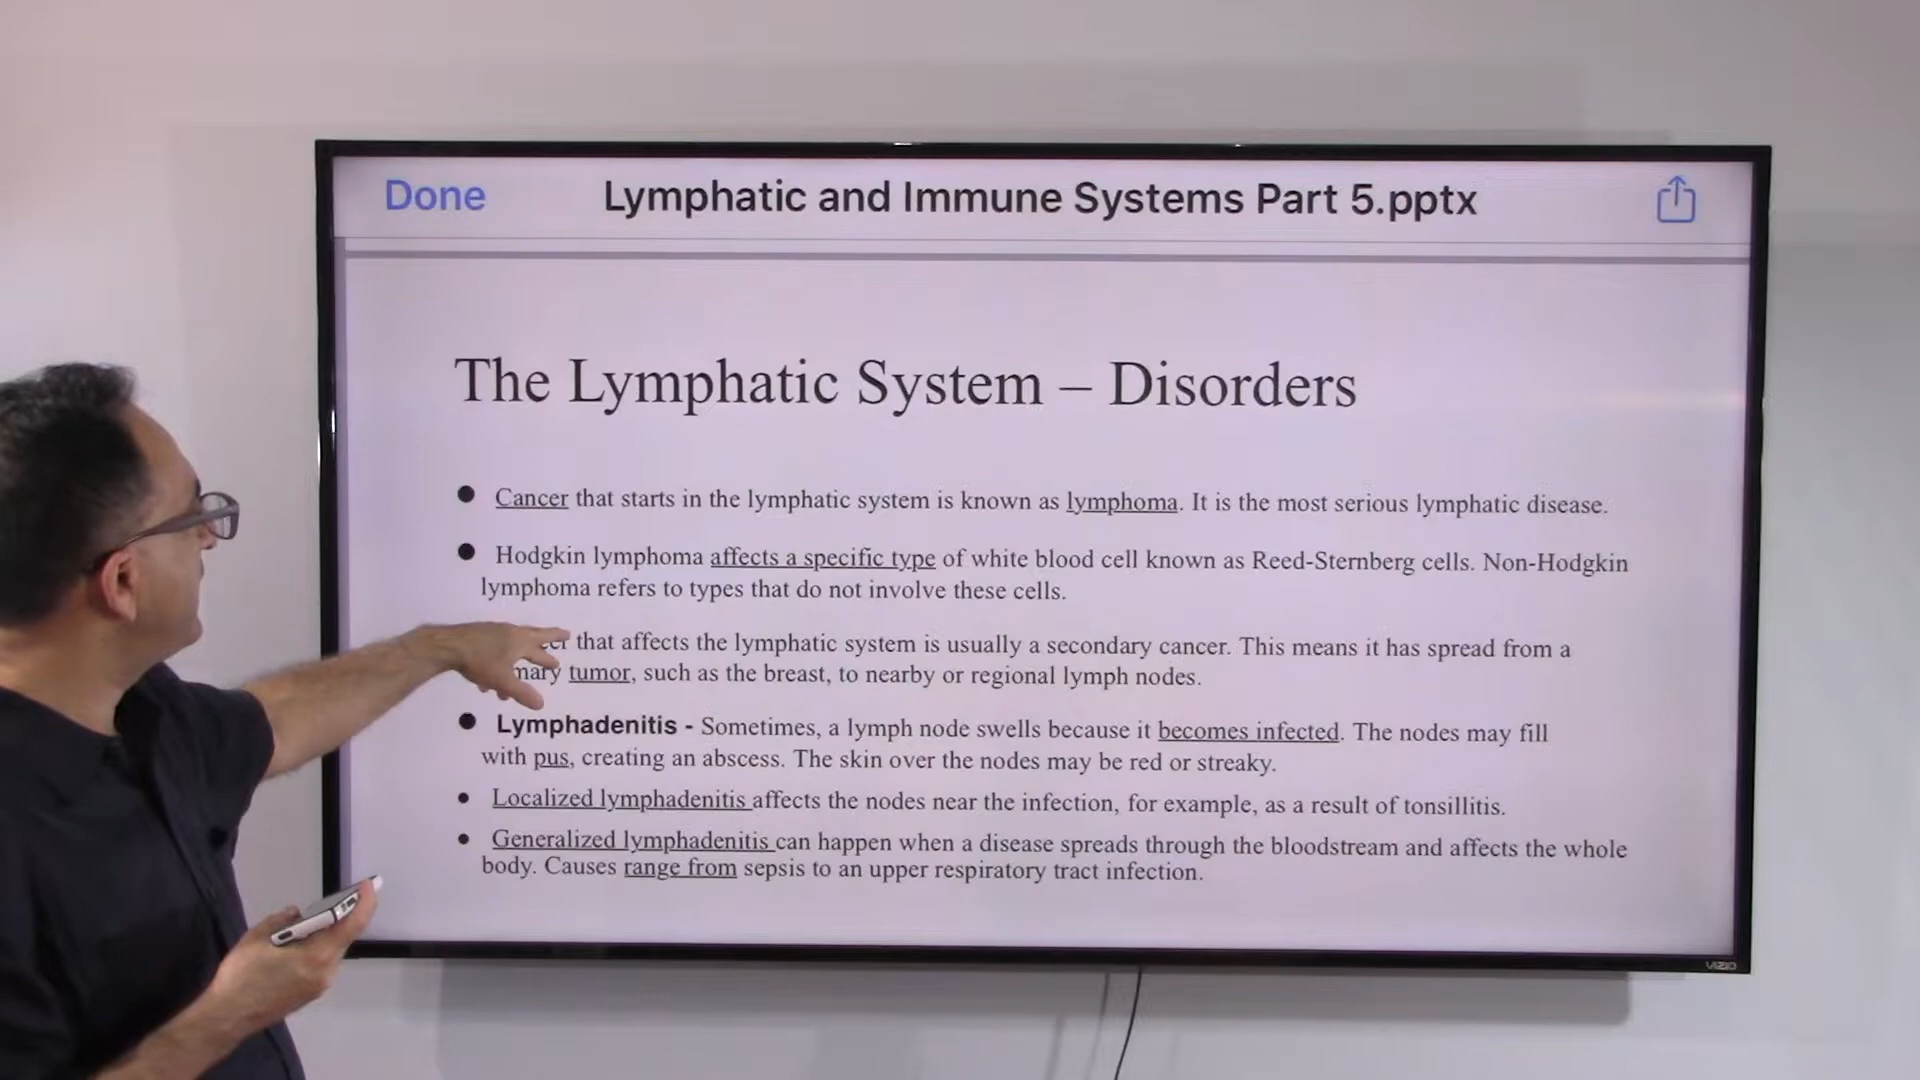 Done
Lymphatic and Immune Systems Part 5.pptx
The Lymphatic System – Disorders
● Cancer that starts in the lymphatic system is known as lymphoma. It is the most serious lymphatic disease.
● Hodgkin lymphoma affects a specific type of white blood cell known as Reed-Sternberg cells. Non-Hodgkin
lymphoma refers to types that do not involve these cells.
that affects the lymphatic system is usually a secondary cancer. This means it has spread from a
tumor, such as the breast, to nearby or regional lymph nodes.
● Lymphadenitis - Sometimes, a lymph node swells because it becomes infected. The nodes may fill
with pus, creating an abscess. The skin over the nodes may be red or streaky.
• Localized lymphadenitis affects the nodes near the infection, for example, as a result of tonsillitis.
• Generalized lymphadenitis can happen when a disease spreads through the bloodstream and affects the whole
body. Causes range from sepsis to an upper respiratory tract infection.
VIZIO